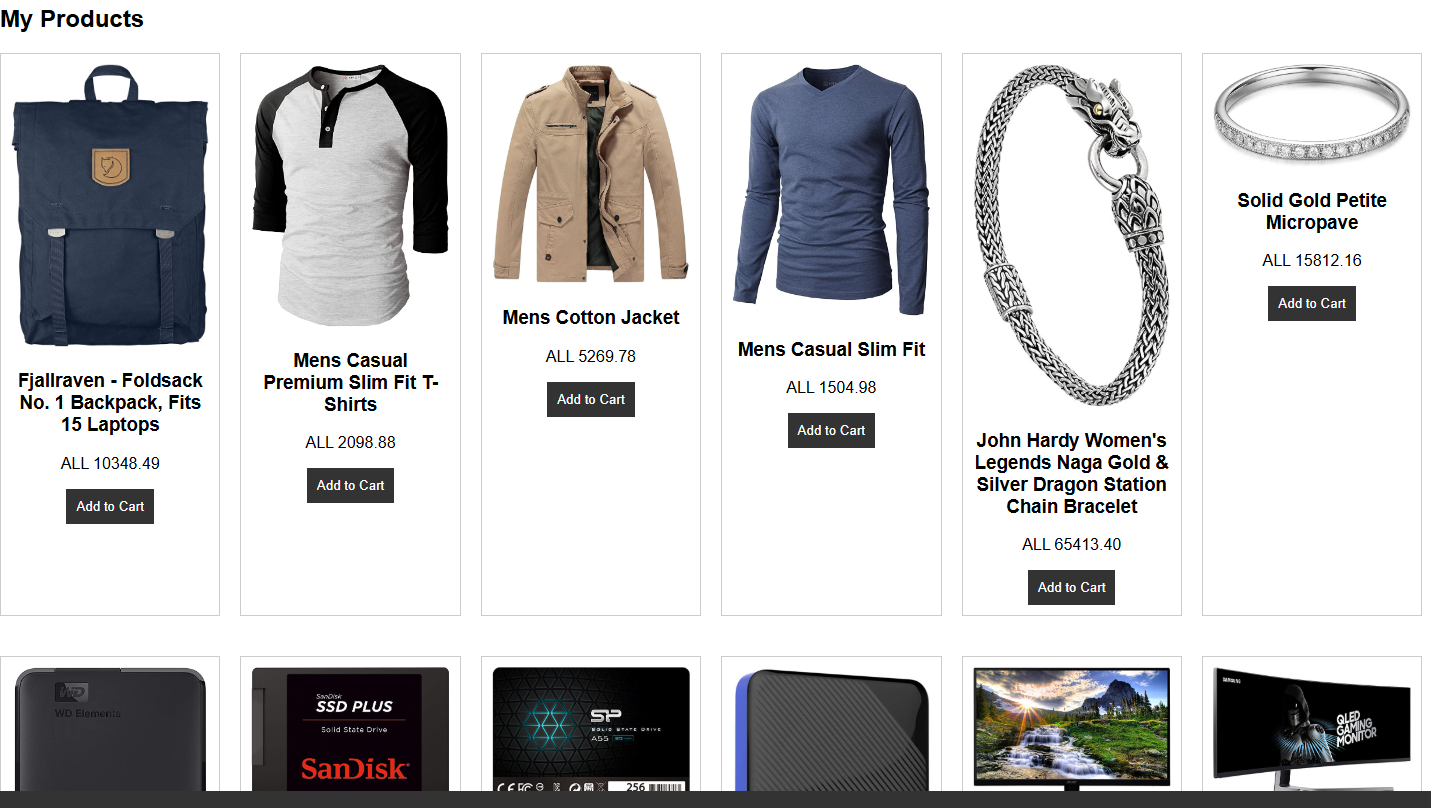 My Products
Fjallraven - Foldsack
No. 1 Backpack, Fits
15 Laptops
ALL 10348.49
Add to Cart
Mens Casual
Premium Slim Fit T-
Shirts
ALL 2098.88
Add to Cart
Mens Cotton Jacket
ALL 5269.78
Add to Cart
Mens Casual Slim Fit
ALL 1504.98
Add to Cart
John Hardy Women's
Legends Naga Gold &
Silver Dragon Station
Chain Bracelet
ALL 65413.40
Add to Cart
Solid Gold Petite
Micropave
ALL 15812.16
Add to Cart
WD
WD Elements
SanDisk
SSD PLUS
Solid State Drive
SanDisk
SP
SOLID STATE DRIVE
A55
256
SAMSUNG
QLED
GAMING
MONITOR